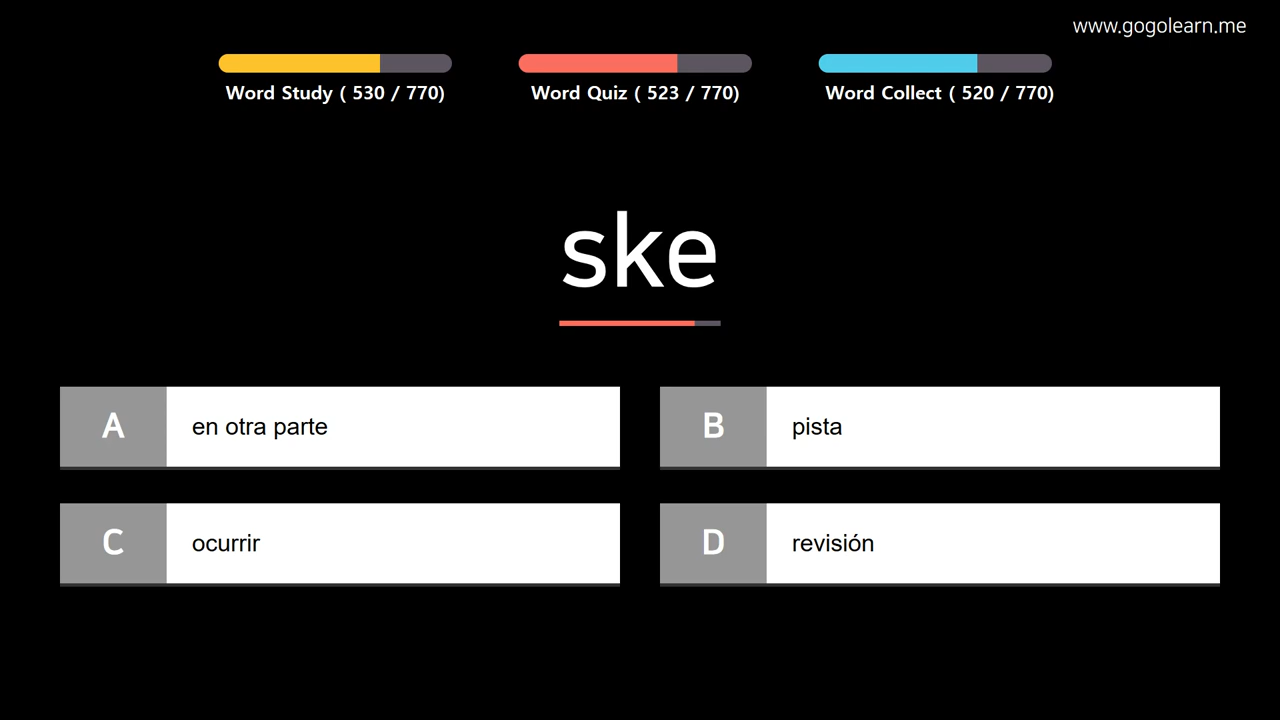 www.gogolearn.me
Word Study ( 530 / 770)
Word Quiz ( 523 / 770)
Word Collect ( 520 / 770)
ske
A
en otra parte
B
pista
C
ocurrir
D
revisión